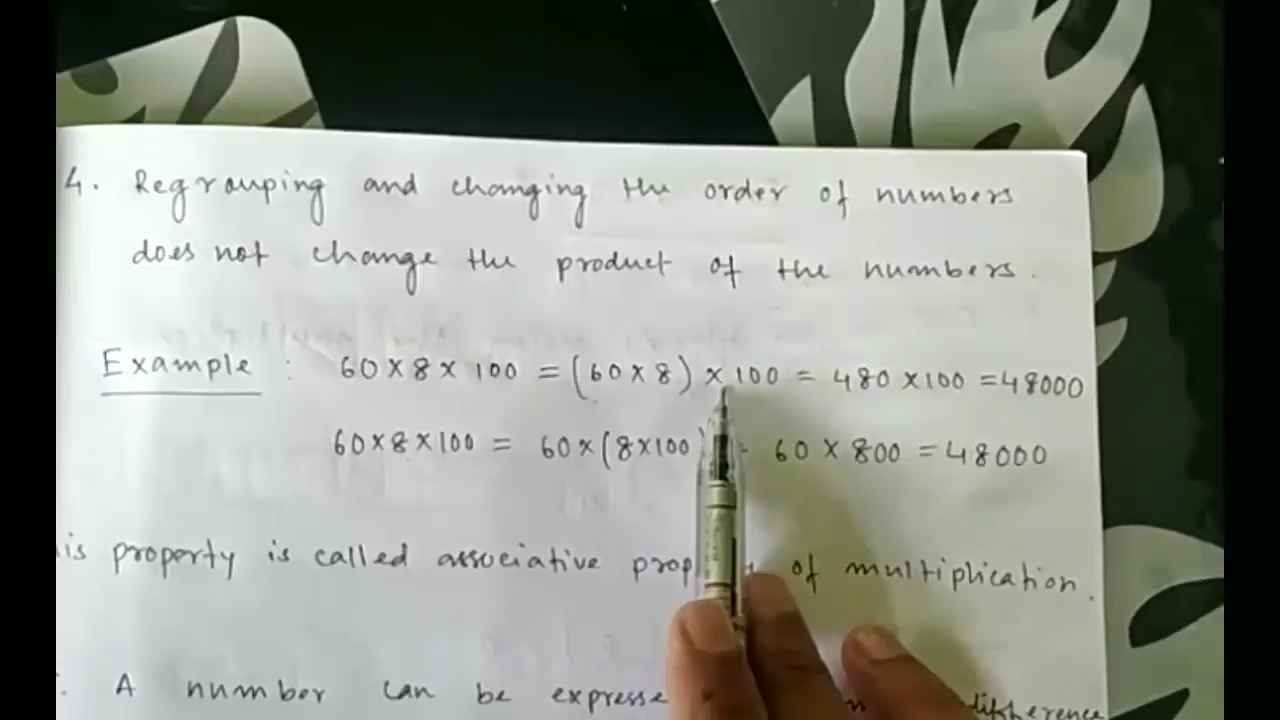 4. Regrouping and changing the order of numbers
does not change the product of the numbers.
Example : 60 × 8 × 100 = (60 × 8) × 100 = 480 × 100 = 48000
60 × 8 × 100 = 60 × (8 × 100 60 × 800 = 48000
is property is called associative prop of multiplication.
A number can be expresse difference